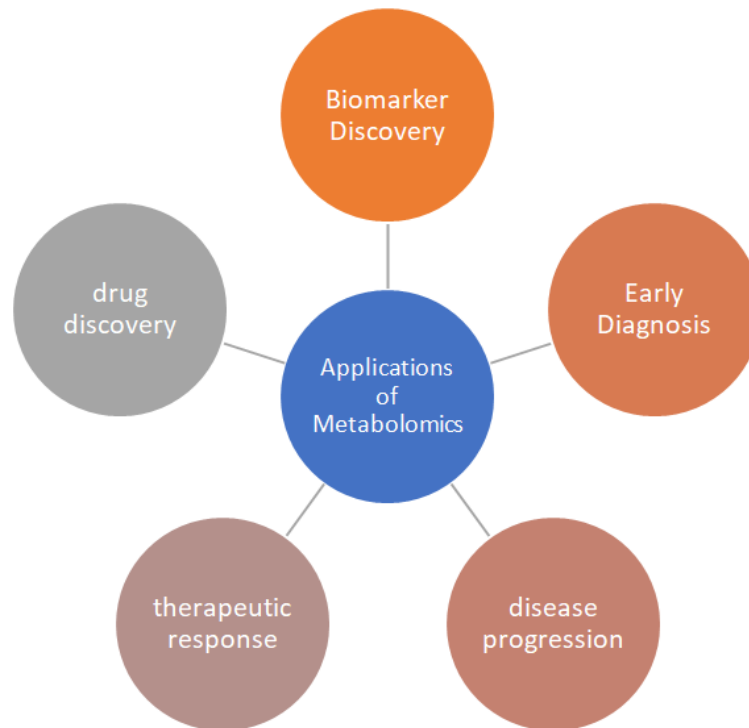 Biomarker
Discovery
drug
discovery
Early
Diagnosis
Applications
of
Metabolomics
therapeutic
response
disease
progression